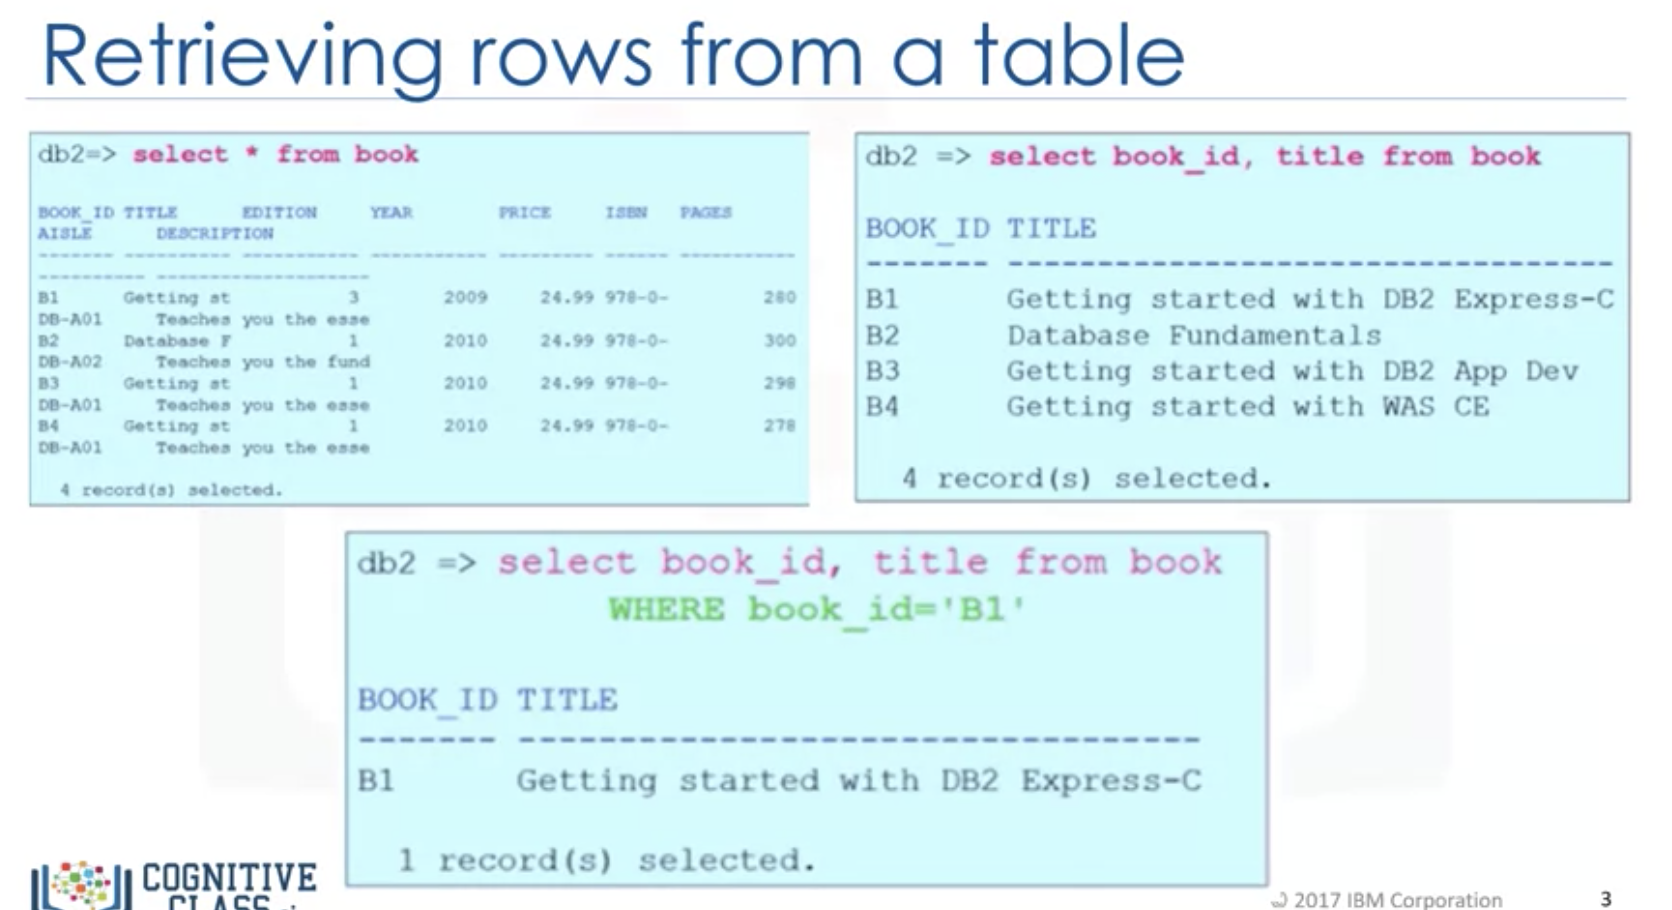 Retrieving rows from a table
db2=> select * from book
BOOK_ID TITLE EDITION YEAR PRICE ISBN PAGES
AISLE DESCRIPTION
------- ---------- ----------- ----------- --------- ------ -----------
---------- --------------------
B1 Getting st 3 2009 24.99 978-0- 280
DB-A01 Teaches you the esse
B2 Database F 1 2010 24.99 978-0- 300
DB-A02 Teaches you the fund
B3 Getting st 1 2010 24.99 978-0- 298
DB-A01 Teaches you the esse
B4 Getting st 1 2010 24.99 978-0- 278
DB-A01 Teaches you the esse
4 record(s) selected.
db2 => select book_id, title from book
BOOK_ID TITLE
------- ----------------------------------
B1 Getting started with DB2 Express-C
B2 Database Fundamentals
B3 Getting started with DB2 App Dev
B4 Getting started with WAS CE
4 record(s) selected.
db2 => select book_id, title from book
WHERE book_id='B1'
BOOK_ID TITLE
------- ----------------------------------
B1 Getting started with DB2 Express-C
1 record(s) selected.
COGNITIVE
CLASS
© 2017 IBM Corporation 3